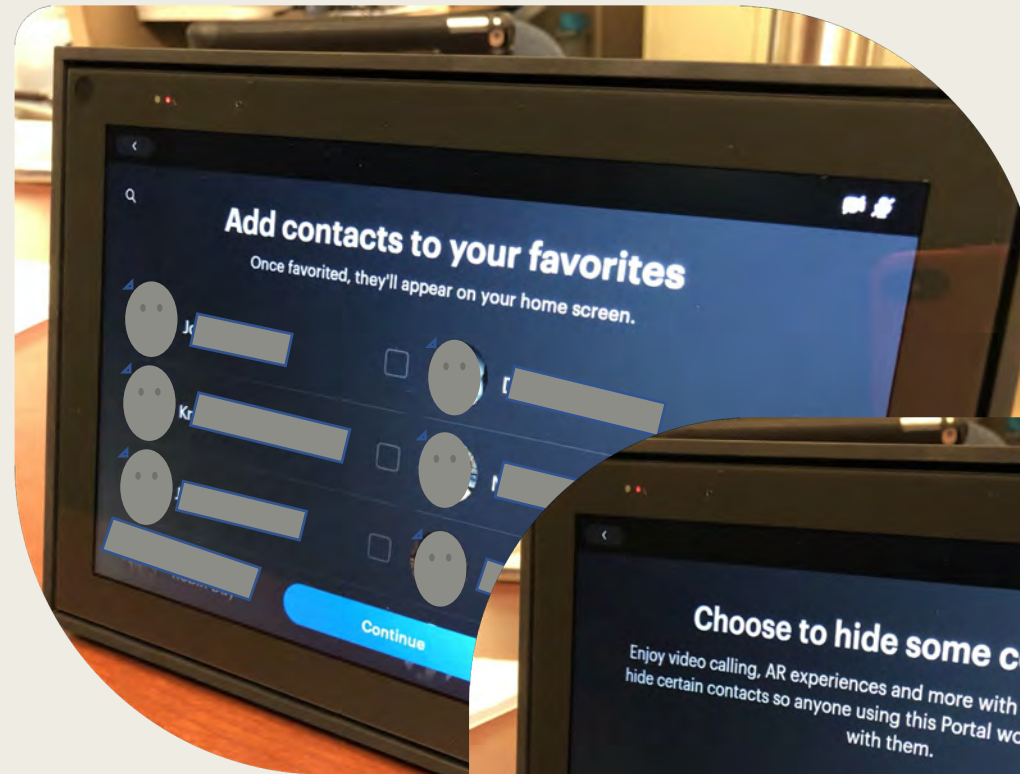 Add contacts to your favorites
Once favorited, they'll appear on your home screen.
Kr
Continue
Choose to hide some
Enjoy video calling, AR experiences and more with
hide certain contacts so anyone using this Portal
with them.